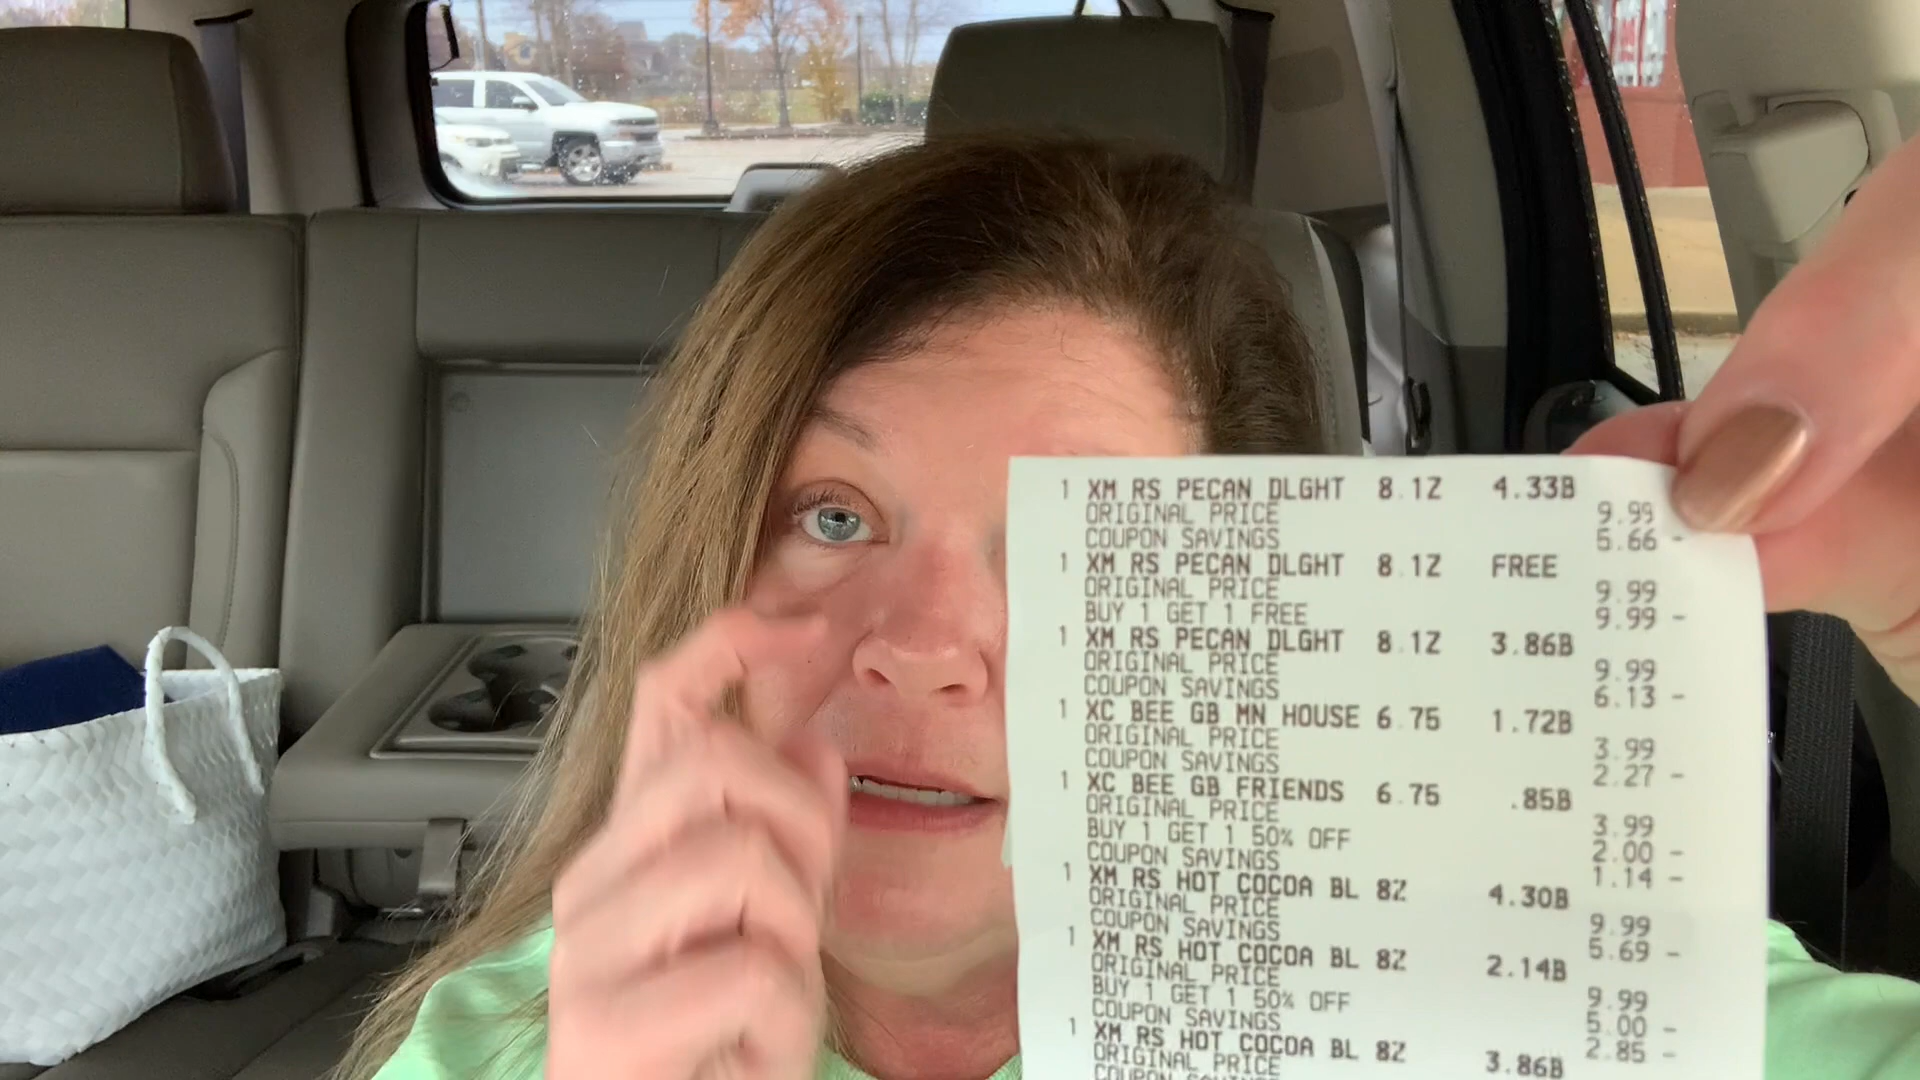 1 XM RS PECAN DLGHT 8.1Z 4.33B
ORIGINAL PRICE 9.99
COUPON SAVINGS 5.66 -
1 XM RS PECAN DLGHT 8.1Z FREE
ORIGINAL PRICE 9.99
BUY 1 GET 1 FREE 9.99 -
1 XM RS PECAN DLGHT 8.1Z 3.86B
ORIGINAL PRICE 9.99
COUPON SAVINGS 6.13 -
1 XC BEE GB MN HOUSE 6.75 1.72B
ORIGINAL PRICE 3.99
COUPON SAVINGS 2.27 -
1 XC BEE GB FRIENDS 6.75 .85B
ORIGINAL PRICE 3.99
BUY 1 GET 1 50% OFF 2.00 -
COUPON SAVINGS 1.14 -
1 XM RS HOT COCOA BL 8Z 4.30B
ORIGINAL PRICE 9.99
COUPON SAVINGS 5.69 -
1 XM RS HOT COCOA BL 8Z 2.14B
ORIGINAL PRICE 9.99
BUY 1 GET 1 50% OFF 5.00 -
COUPON SAVINGS 2.85 -
1 XM RS HOT COCOA BL 8Z 3.86B
ORIGINAL PRICE
COUPON SAVINGS